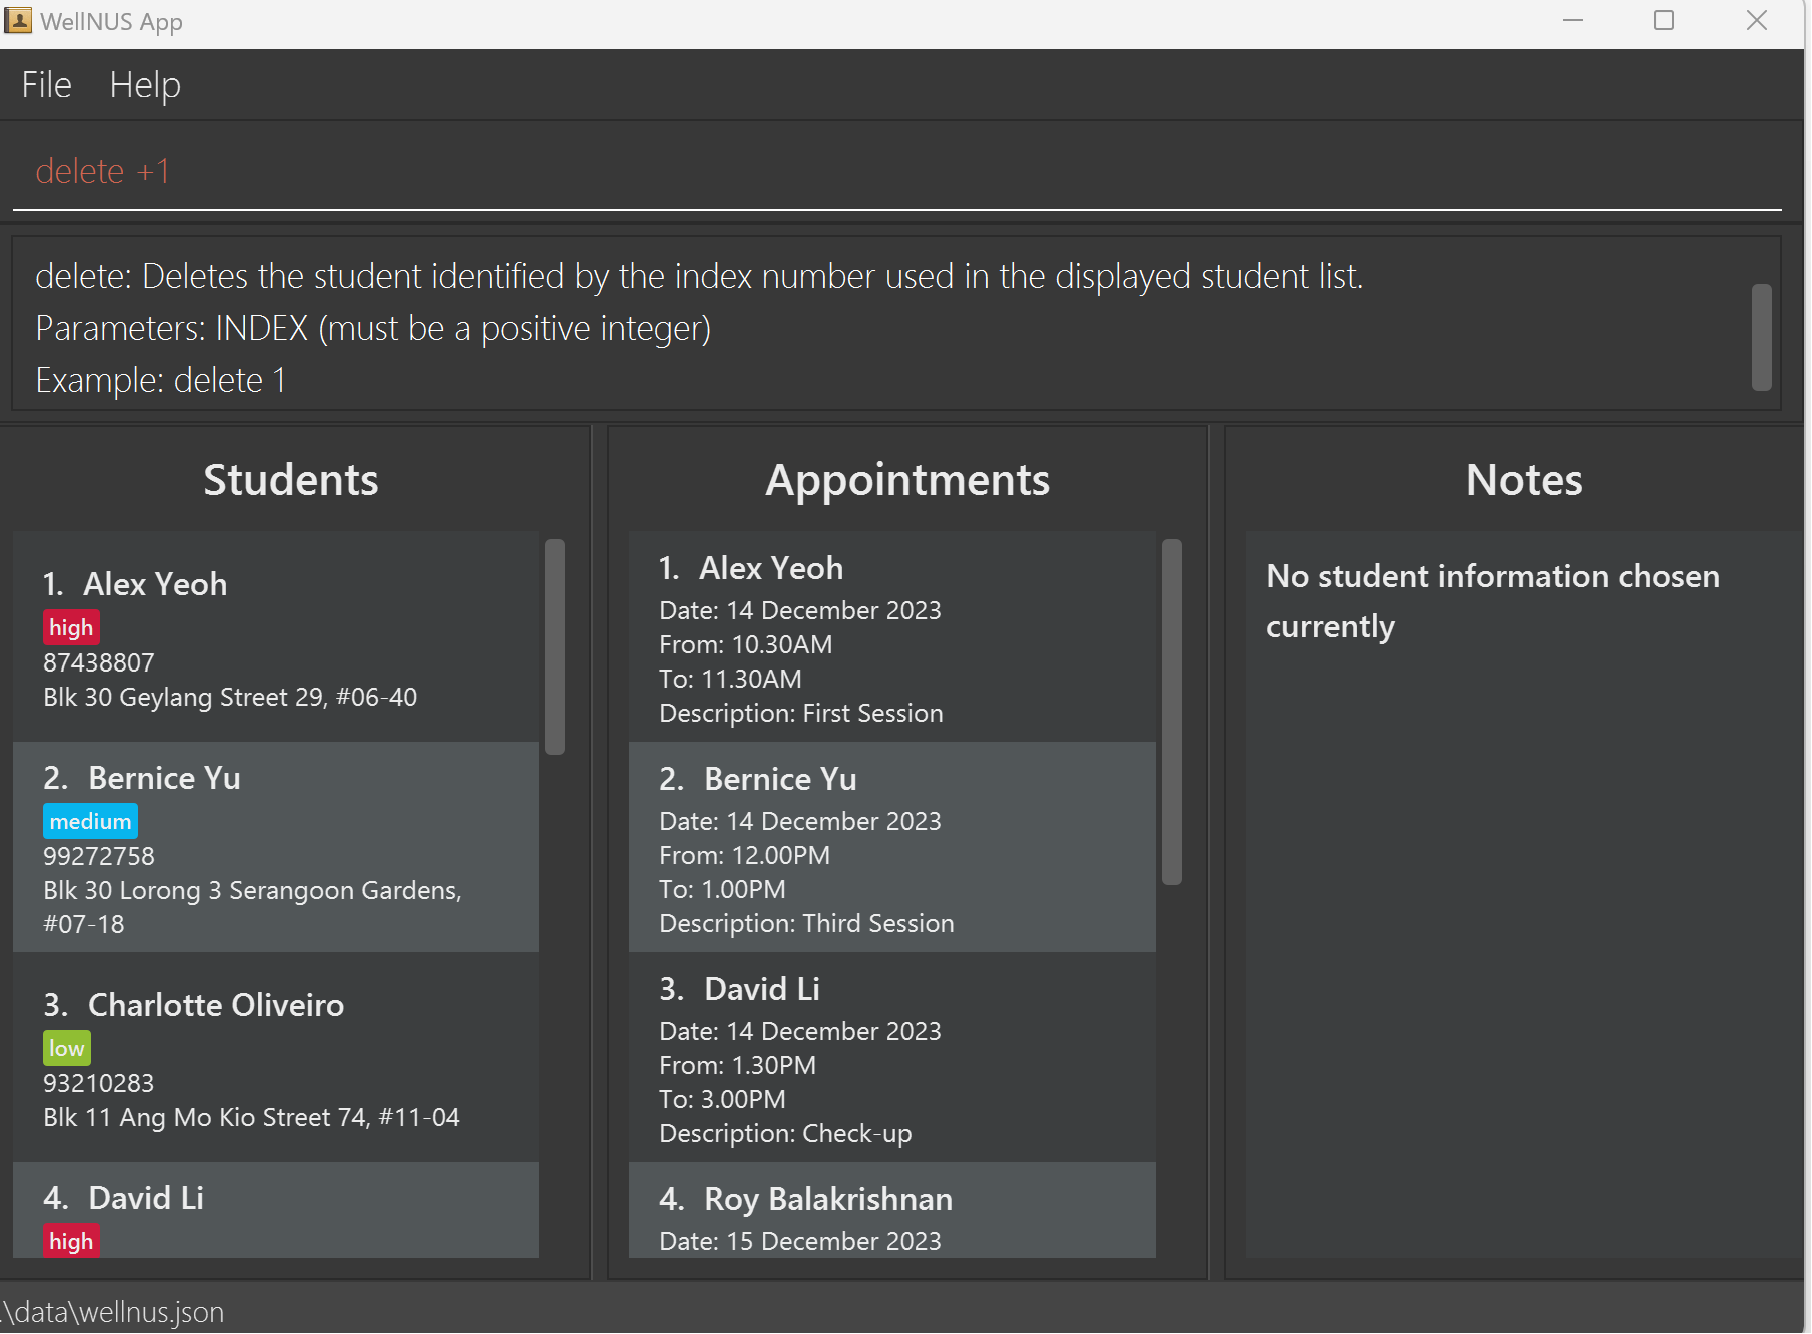 WellNUS App
File Help
delete +1
delete: Deletes the student identified by the index number used in the displayed student list.
Parameters: INDEX (must be a positive integer)
Example: delete 1
Students
1. Alex Yeoh
high
87438807
Blk 30 Geylang Street 29, #06-40
2. Bernice Yu
medium
99272758
Blk 30 Lorong 3 Serangoon Gardens,
#07-18
3. Charlotte Oliveiro
low
93210283
Blk 11 Ang Mo Kio Street 74, #11-04
4. David Li
high
Appointments
1. Alex Yeoh
Date: 14 December 2023
From: 10.30AM
To: 11.30AM
Description: First Session
2. Bernice Yu
Date: 14 December 2023
From: 12.00PM
To: 1.00PM
Description: Third Session
3. David Li
Date: 14 December 2023
From: 1.30PM
To: 3.00PM
Description: Check-up
4. Roy Balakrishnan
Date: 15 December 2023
Notes
No student information chosen
currently
.\data\wellnus.json